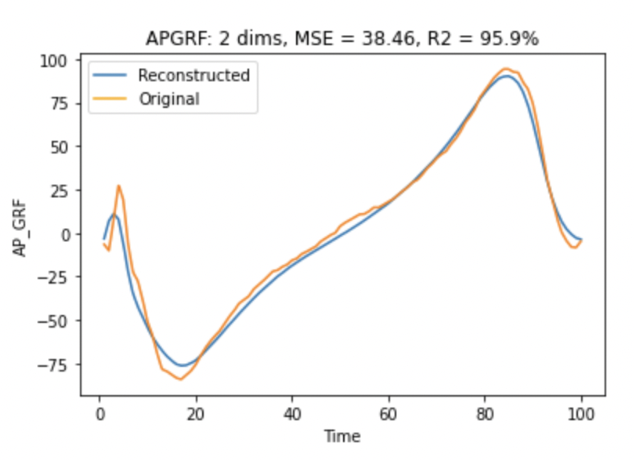 APGRF: 2 dims, MSE = 38.46, R2 = 95.9%
Reconstructed
Original
100
75
50
25
0
−25
−50
−75
AP_GRF
0 20 40 60 80 100
Time